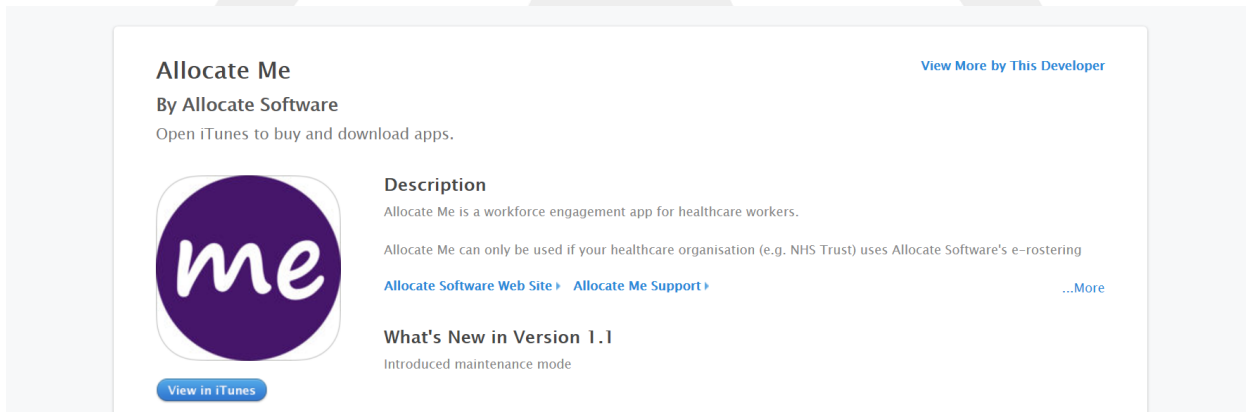 Allocate Me
View More by This Developer
By Allocate Software
Open iTunes to buy and download apps.
me
Description
Allocate Me is a workforce engagement app for healthcare workers.
Allocate Me can only be used if your healthcare organisation (e.g. NHS Trust) uses Allocate Software's e-rostering
Allocate Software Web Site Allocate Me Support
...More
What's New in Version 1.1
Introduced maintenance mode
View in iTunes